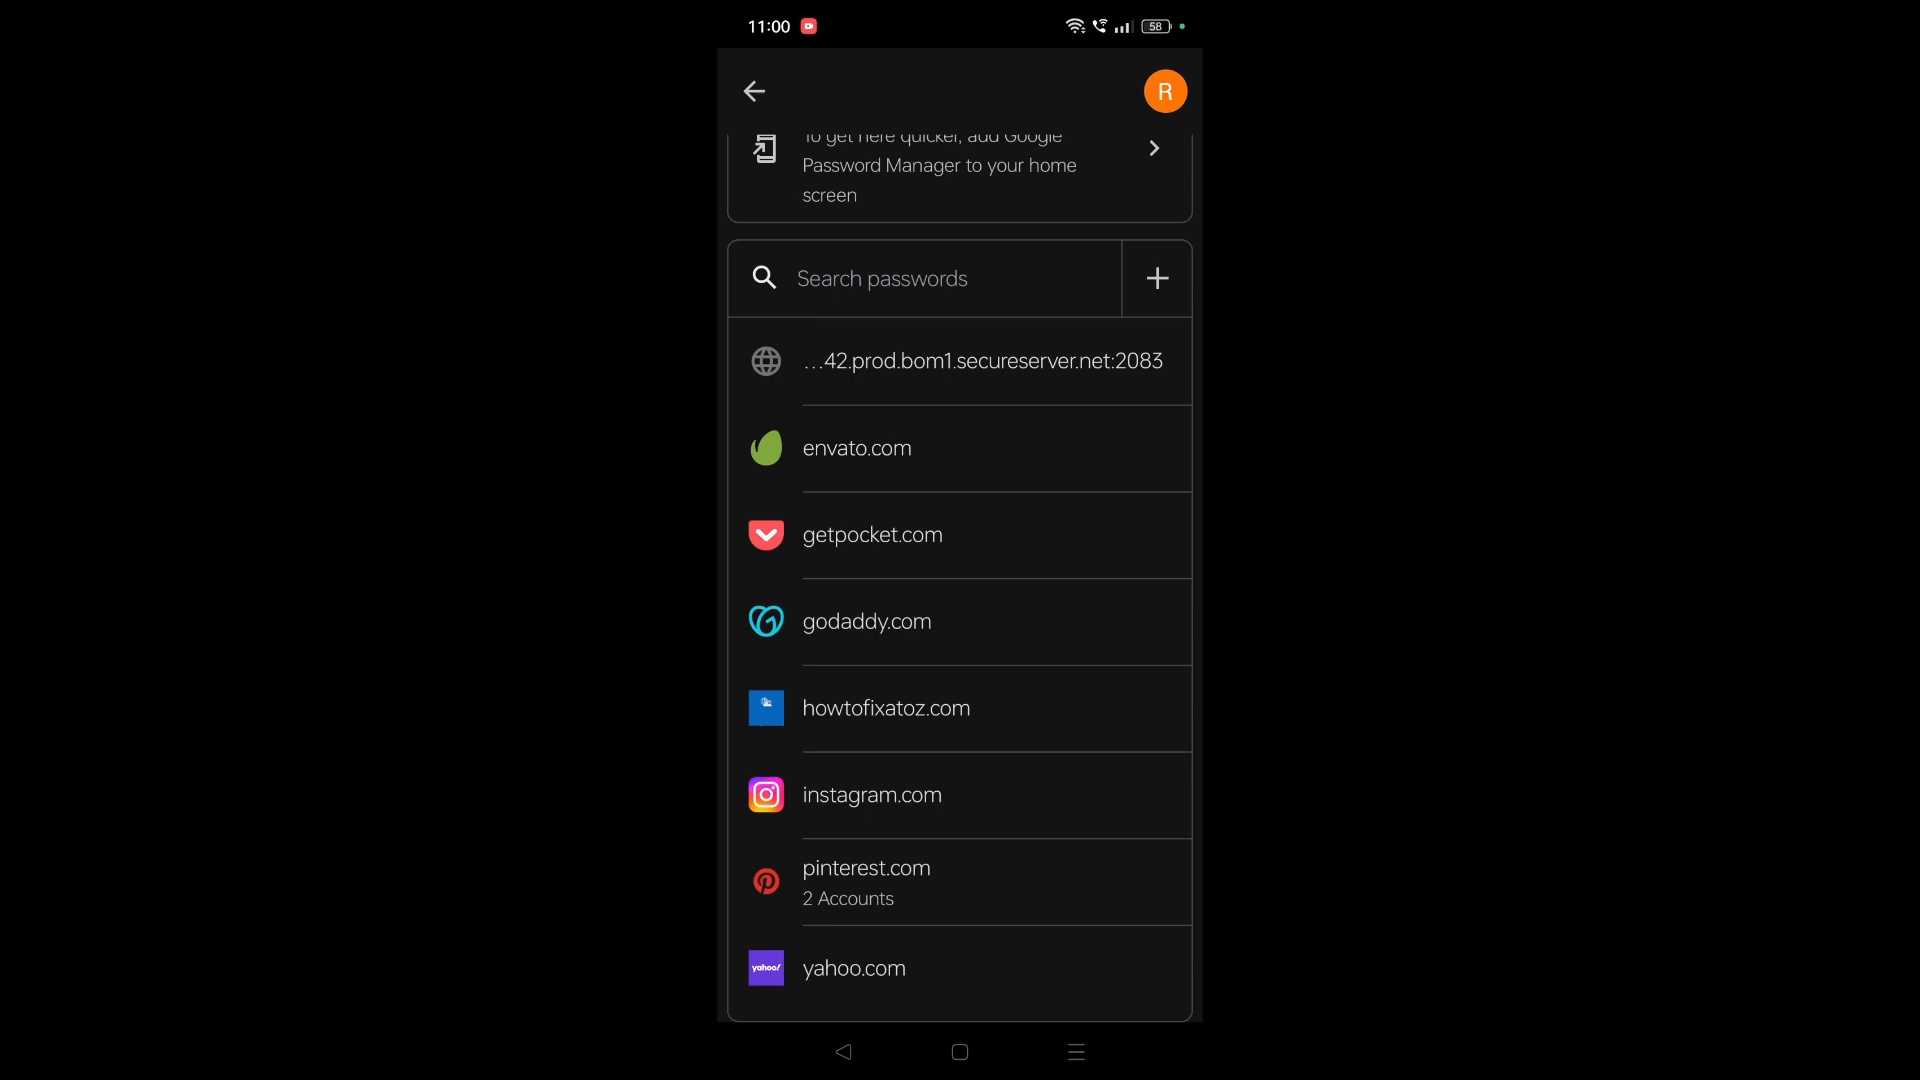 11:00
58
R
To get here quicker, add Google
Password Manager to your home
screen
Search passwords
...42.prod.bom1.secureserver.net:2083
envato.com
getpocket.com
godaddy.com
howtofixatoz.com
instagram.com
pinterest.com
2 Accounts
yahoo!
yahoo.com